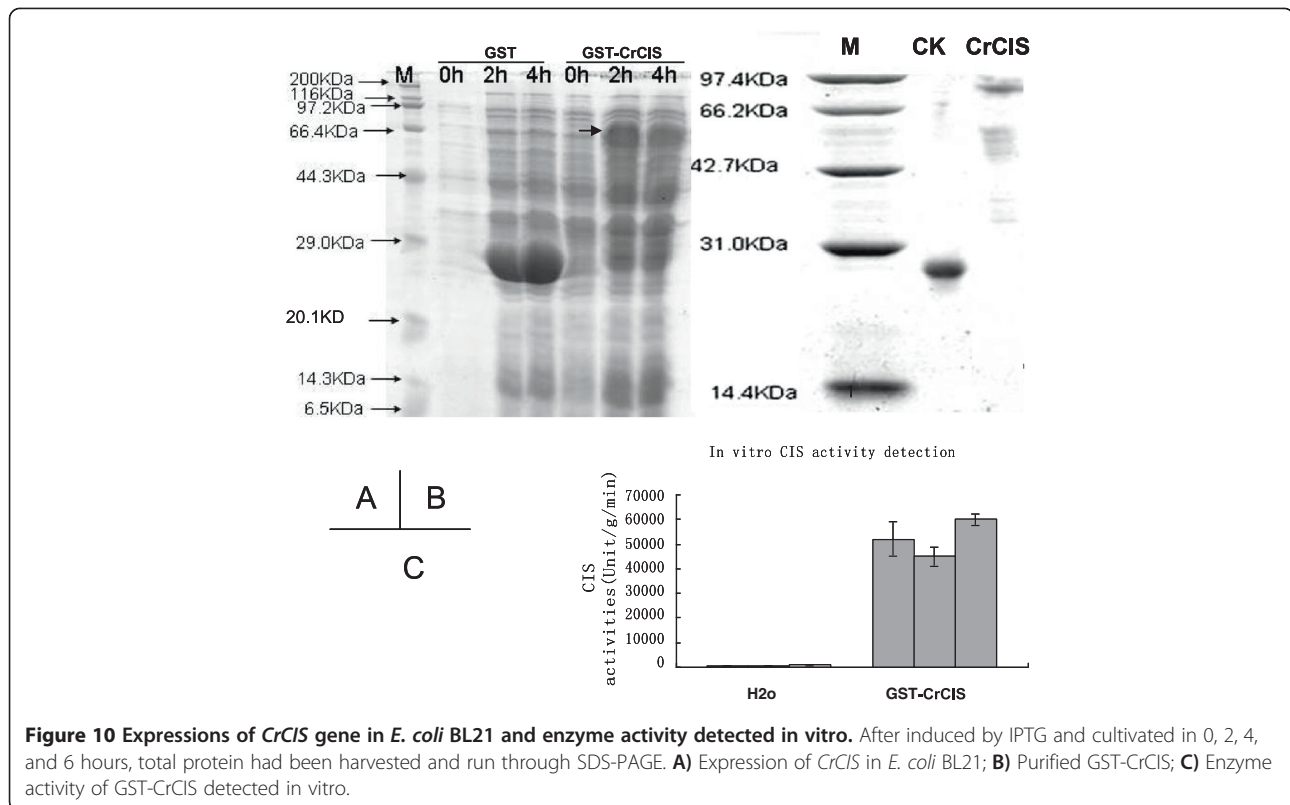 GST GST-CrCIS
M 0h 2h 4h 0h 2h 4h
200KDa
116KDa
97.2KDa
66.4KDa
44.3KDa
29.0KDa
20.1KD
14.3KDa
6.5KDa
M CK CrCIS
97.4KDa
66.2KDa
42.7KDa
31.0KDa
14.4KDa
A B
C
In vitro CIS activity detection
CIS
activities(Unit/g/min)
70000
60000
50000
40000
30000
20000
10000
0
H2o GST-CrCIS
Figure 10 Expressions of CrCIS gene in E. coli BL21 and enzyme activity detected in vitro. After induced by IPTG and cultivated in 0, 2, 4,
and 6 hours, total protein had been harvested and run through SDS-PAGE. A) Expression of CrCIS in E. coli BL21; B) Purified GST-CrCIS; C) Enzyme
activity of GST-CrCIS detected in vitro.